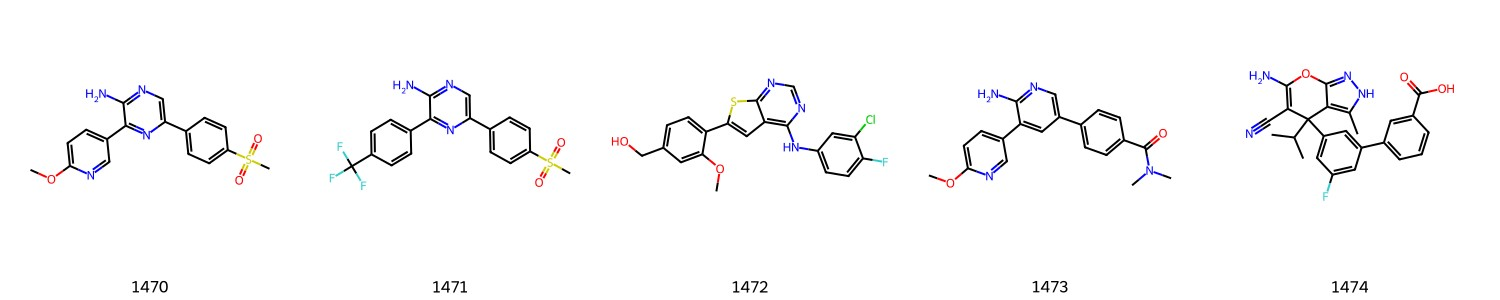 H₂N N N N O S O O
H₂N N N F F F S O O
HO S N N HN Cl F O
H₂N N N O O N
H₂N O N NH N O OH F
1470 1471 1472 1473 1474